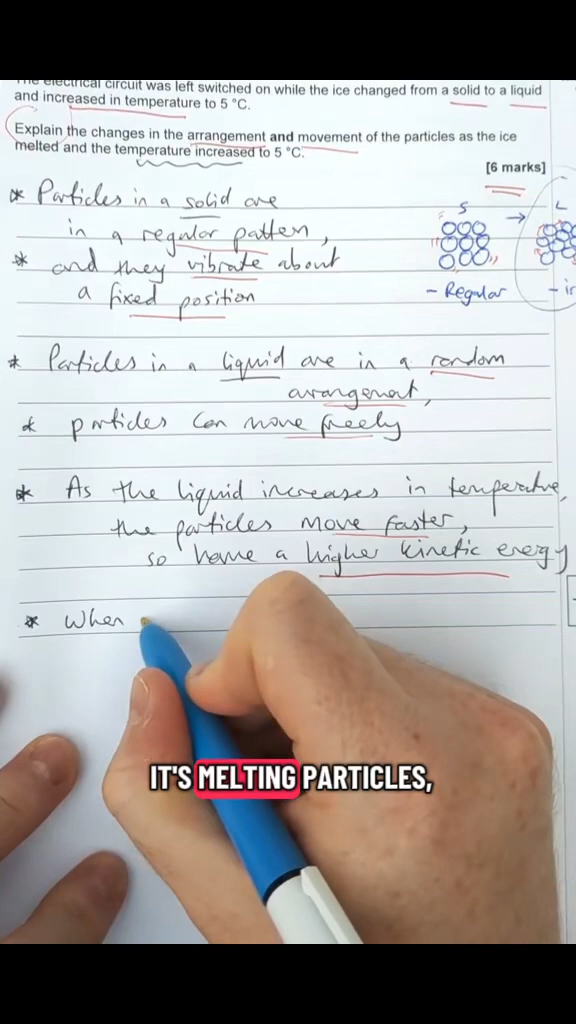 The electrical circuit was left switched on while the ice changed from a solid to a liquid
and increased in temperature to 5 °C.
Explain the changes in the arrangement and movement of the particles as the ice
melted and the temperature increased to 5 °C.
[6 marks]
* Particles in a solid are
in a regular pattern,
* and they vibrate about
a fixed position
S → L
- Regular - ir
* Particles in a liquid are in a random
arrangement,
* particles can move freely
* As the liquid increases in temperature,
the particles move faster,
so have a higher kinetic energy
* When
IT'S MELTING PARTICLES,